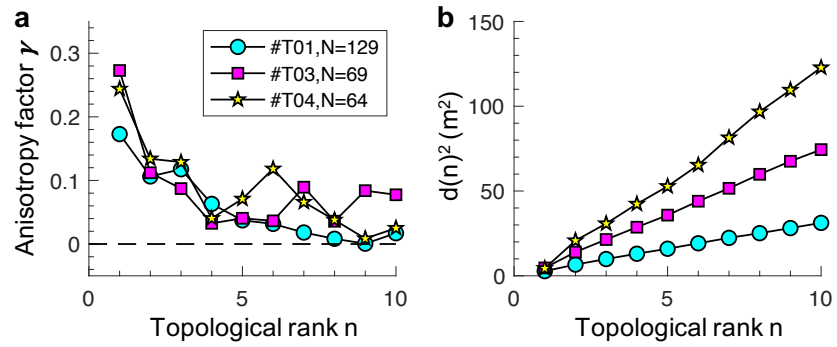 a
Anisotropy factor γ
0.3
0.2
0.1
0
#T01,N=129
#T03,N=69
#T04,N=64
0
5
10
Topological rank n
b
d(n)² (m²)
150
100
50
0
0
5
10
Topological rank n